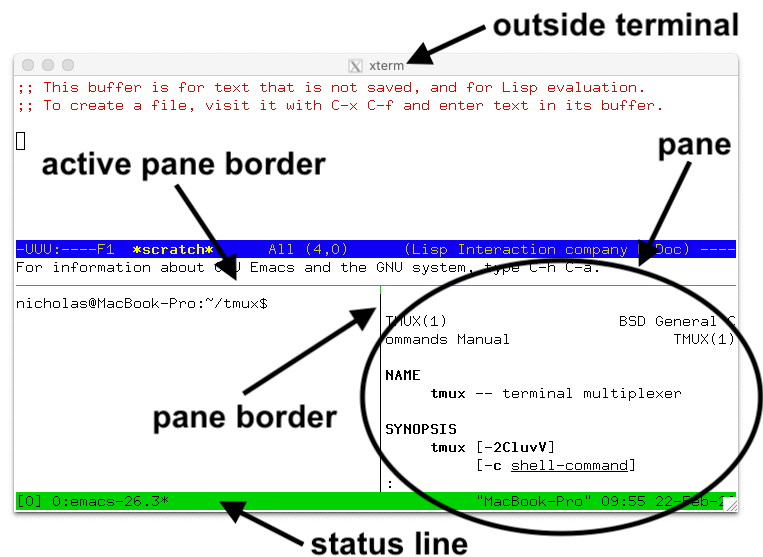 outside terminal
xterm
;; This buffer is for text that is not saved, and for Lisp evaluation.
;; To create a file, visit it with C-x C-f and enter text in its buffer.
pane
active pane border
-UUU:----F1 *scratch* All (4,0) (Lisp Interaction company Doc) ----
For information about GNU Emacs and the GNU system, type C-h C-a.
nicholas@MacBook-Pro:~/tmux$
TMUX(1) BSD General C
ommands Manual TMUX(1)
NAME
tmux -- terminal multiplexer
pane border
SYNOPSIS
tmux [-2CluvV]
[-c shell-command]
:
[0] 0:emacs-26.3* "MacBook-Pro" 09:55 22-Feb-2
status line